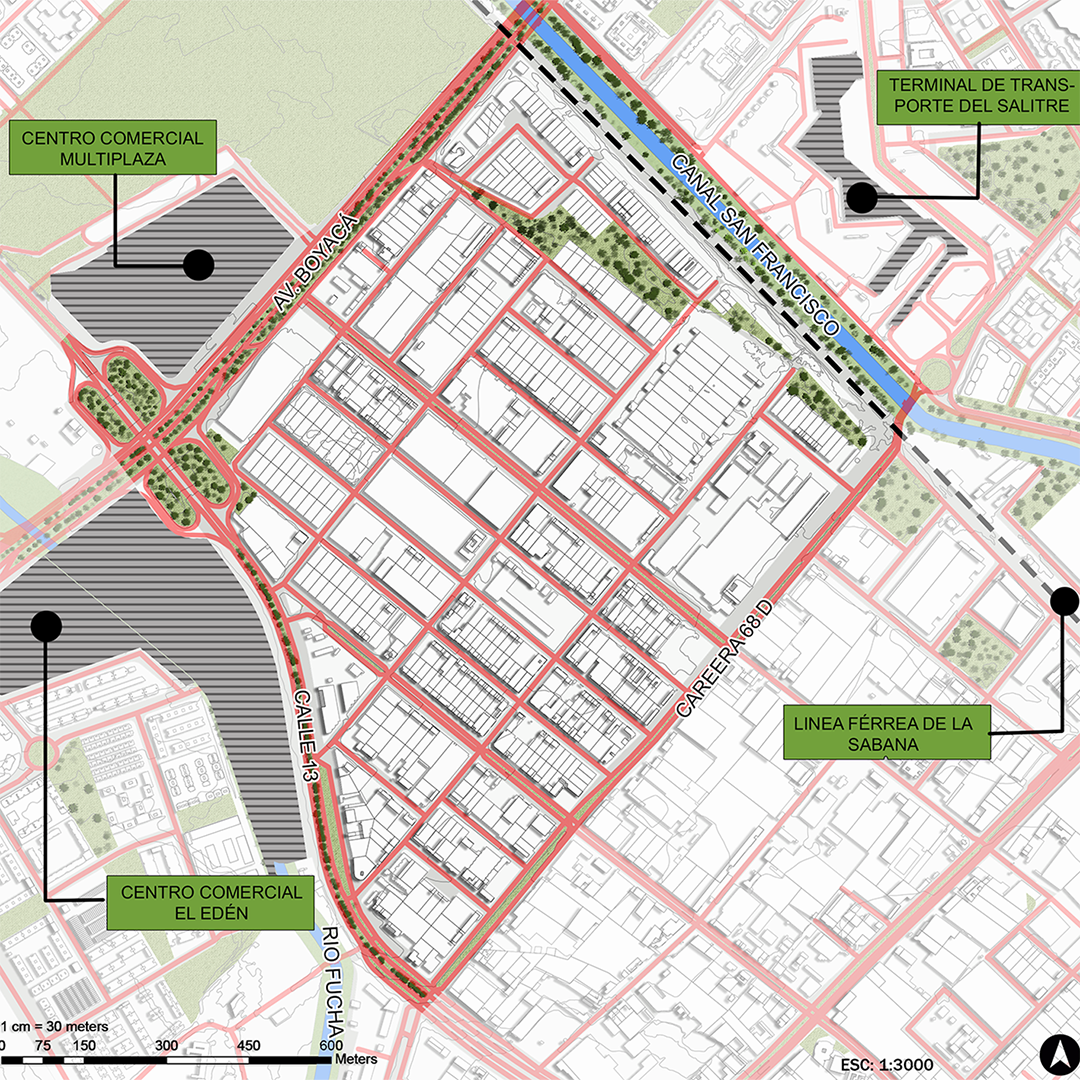 TERMINAL DE TRANS-
PORTE DEL SALITRE
CENTRO COMERCIAL
MULTIPLAZA
CANAL SAN FRANCISCO
AV. BOYACÁ
CAREERA 68 D
LINEA FÉRREA DE LA
SABANA
CALLE 13
CENTRO COMERCIAL
EL EDÉN
RIO FUCHA
1 cm = 30 meters
0 75 150 300 450 600
Meters
ESC: 1:3000